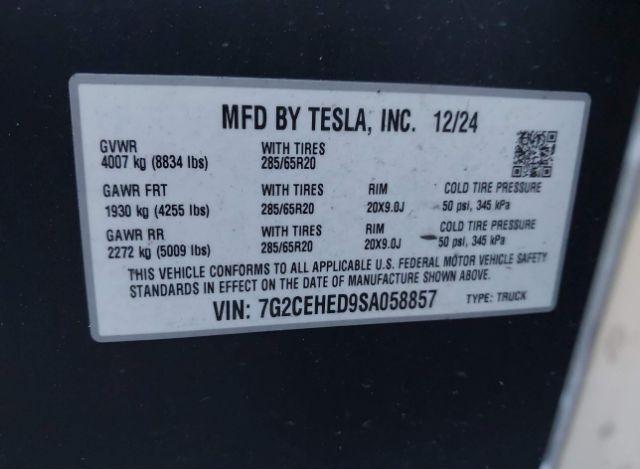 MFD BY TESLA, INC. 12/24
GVWR WITH TIRES
4007 kg (8834 lbs) 285/65R20
GAWR FRT WITH TIRES RIM COLD TIRE PRESSURE
1930 kg (4255 lbs) 285/65R20 20X9.0J 50 psi, 345 kPa
GAWR RR WITH TIRES RIM COLD TIRE PRESSURE
2272 kg (5009 lbs) 285/65R20 20X9.0J 50 psi, 345 kPa
THIS VEHICLE CONFORMS TO ALL APPLICABLE U.S. FEDERAL MOTOR VEHICLE SAFETY
STANDARDS IN EFFECT ON THE DATE OF MANUFACTURE SHOWN ABOVE.
VIN: 7G2CEHED9SA058857 TYPE: TRUCK